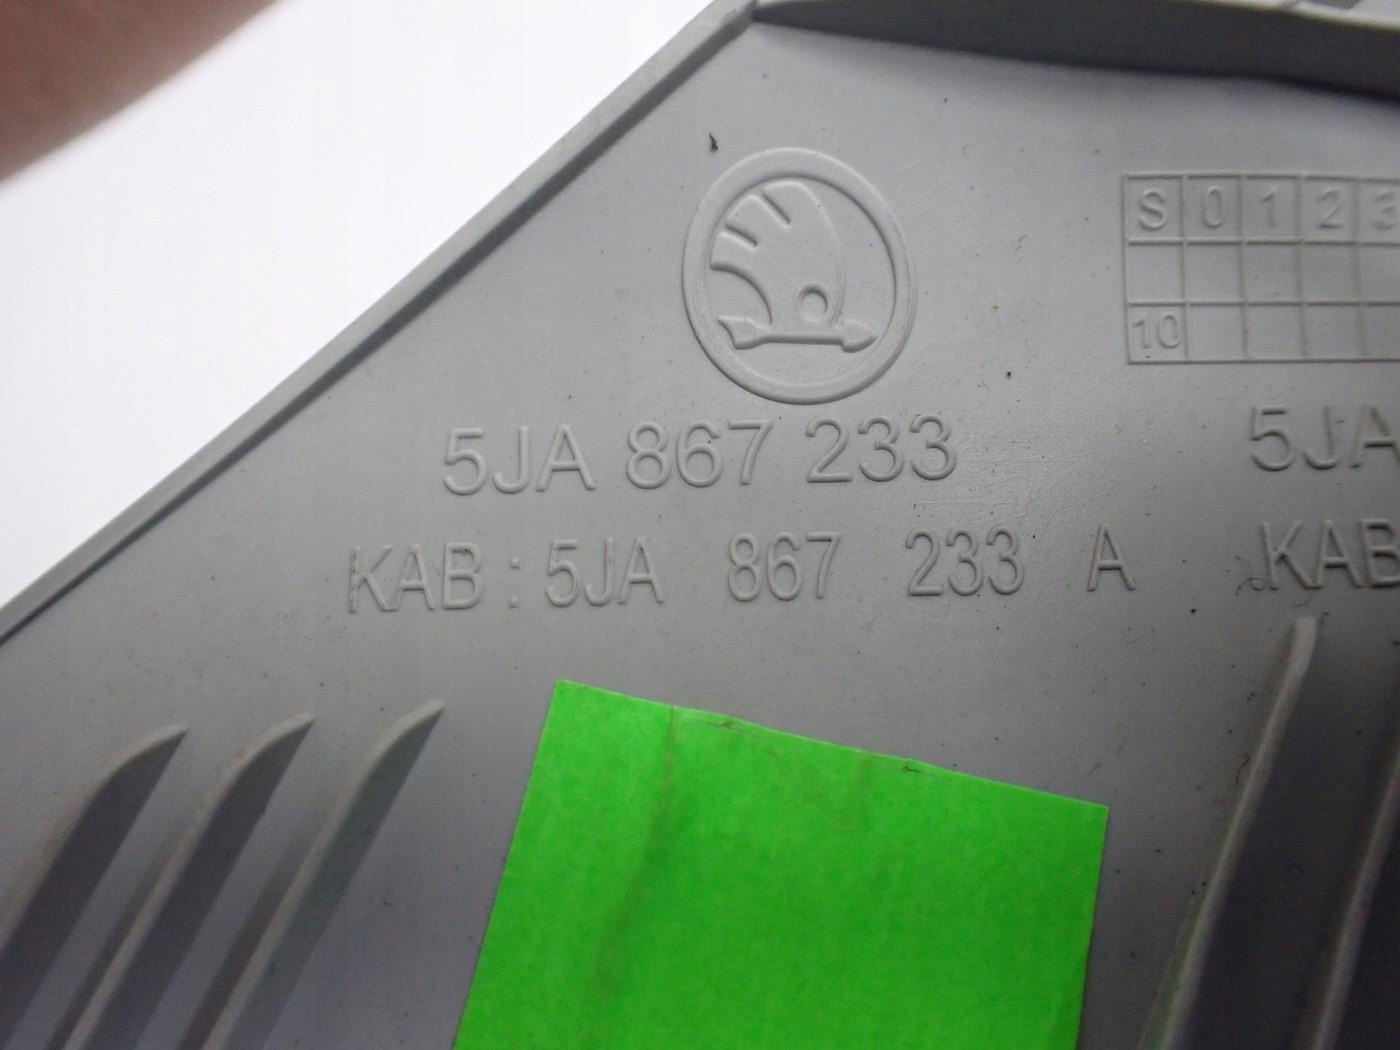 S 0 1 2 3
10
5JA 867 233
5JA
KAB : 5JA 867 233 A
KAB